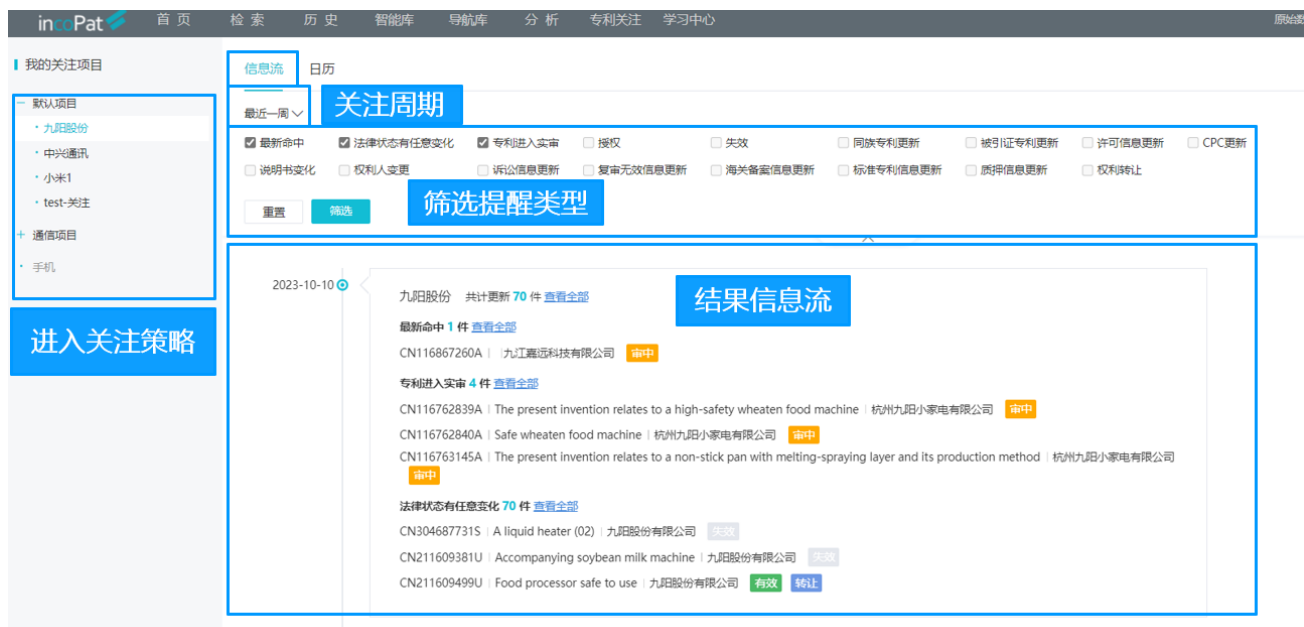 incoPat 首 页 检 索 历 史 智能库 导航库 分 析 专利关注 学习中心 原始数
我的关注项目
信息流 日历
默认项目
最近一周 关注周期
· 九阳股份
· 中兴通讯
· 小米1
· test-关注
通信项目
· 手机
进入关注策略
最新命中 法律状态有任意变化 专利进入实审 授权 失效 同族专利更新 被引证专利更新 许可信息更新 CPC更新
说明书变化 权利人变更 诉讼信息更新 复审无效信息更新 海关备案信息更新 标准专利信息更新 质押信息更新 权利转让
重置 筛选 筛选提醒类型
2023-10-10
九阳股份 共计更新 70 件 查看全部
结果信息流
最新命中 1 件 查看全部
CN116867260A | 九江嘉远科技有限公司 审中
专利进入实审 4 件 查看全部
CN116762839A | The present invention relates to a high-safety wheaten food machine | 杭州九阳小家电有限公司 审中
CN116762840A | Safe wheaten food machine | 杭州九阳小家电有限公司 审中
CN116763145A | The present invention relates to a non-stick pan with melting-spraying layer and its production method | 杭州九阳小家电有限公司
审中
法律状态有任意变化 70 件 查看全部
CN304687731S | A liquid heater (02) | 九阳股份有限公司 失效
CN211609381U | Accompanying soybean milk machine | 九阳股份有限公司 失效
CN211609499U | Food processor safe to use | 九阳股份有限公司 有效 转让